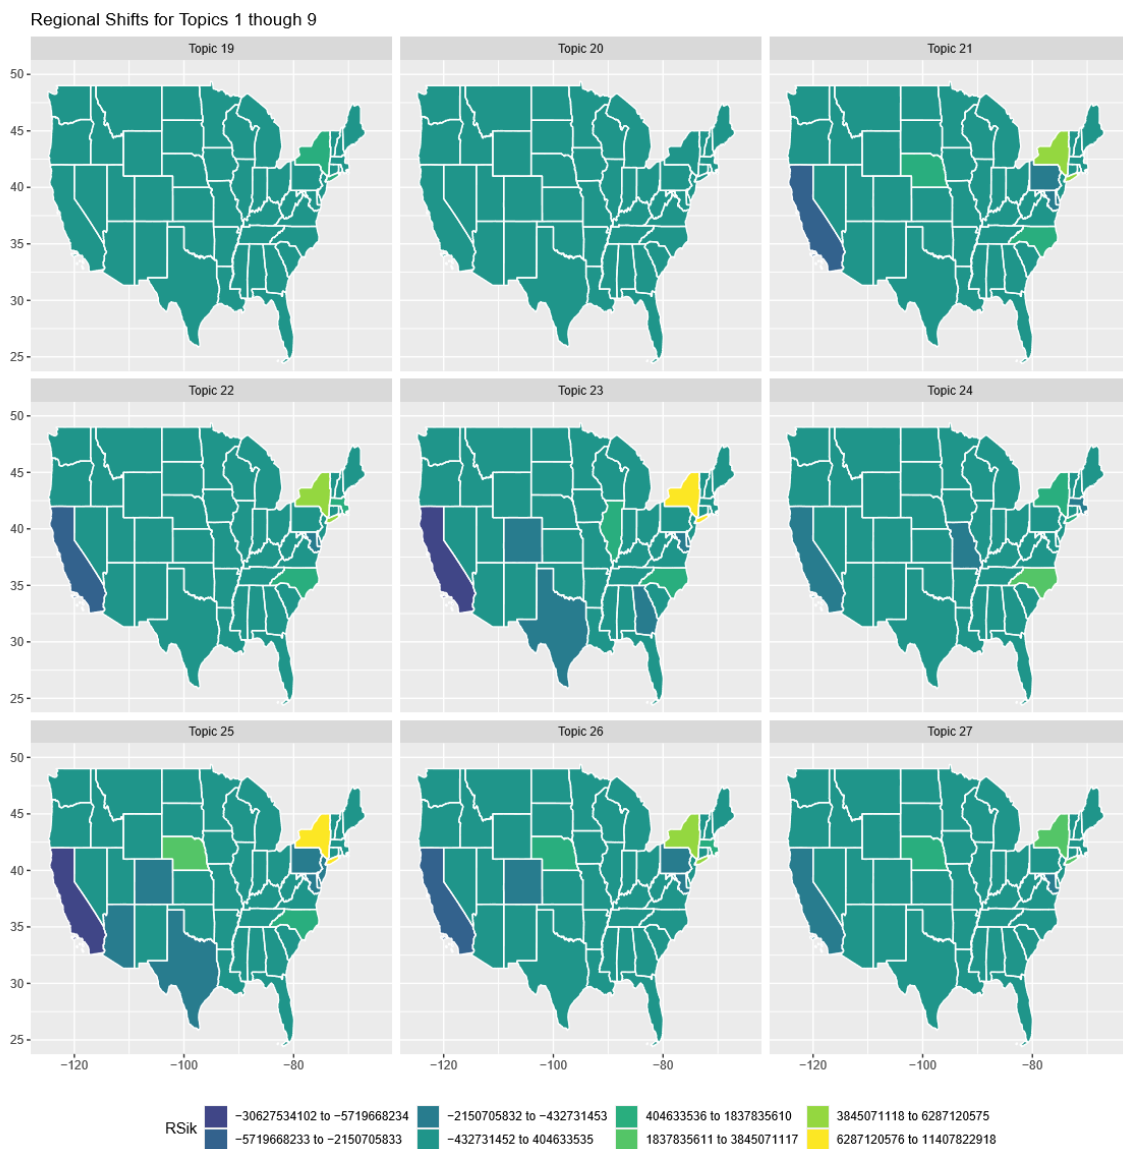 Regional Shifts for Topics 1 though 9
Topic 19 Topic 20 Topic 21
50
45
40
35
30
25
Topic 22 Topic 23 Topic 24
50
45
40
35
30
25
Topic 25 Topic 26 Topic 27
50
45
40
35
30
25
−120 −100 −80 −120 −100 −80 −120 −100 −80
RSik
−30627534102 to −5719668234 −2150705832 to −432731453 404633536 to 1837835610 3845071118 to 6287120575
−5719668233 to −2150705833 −432731452 to 404633535 1837835611 to 3845071117 6287120576 to 11407822918